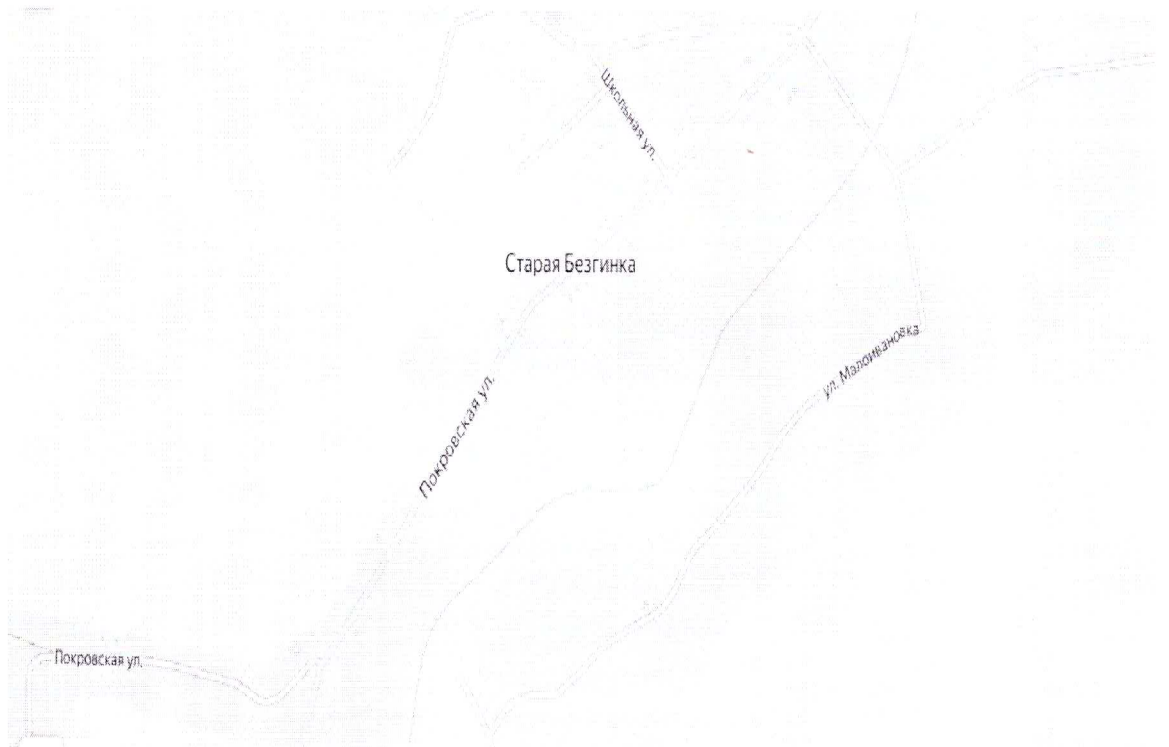 Школьная ул.
Старая Безгинка
ул. Малоивановка
Покровская ул.
Покровская ул.